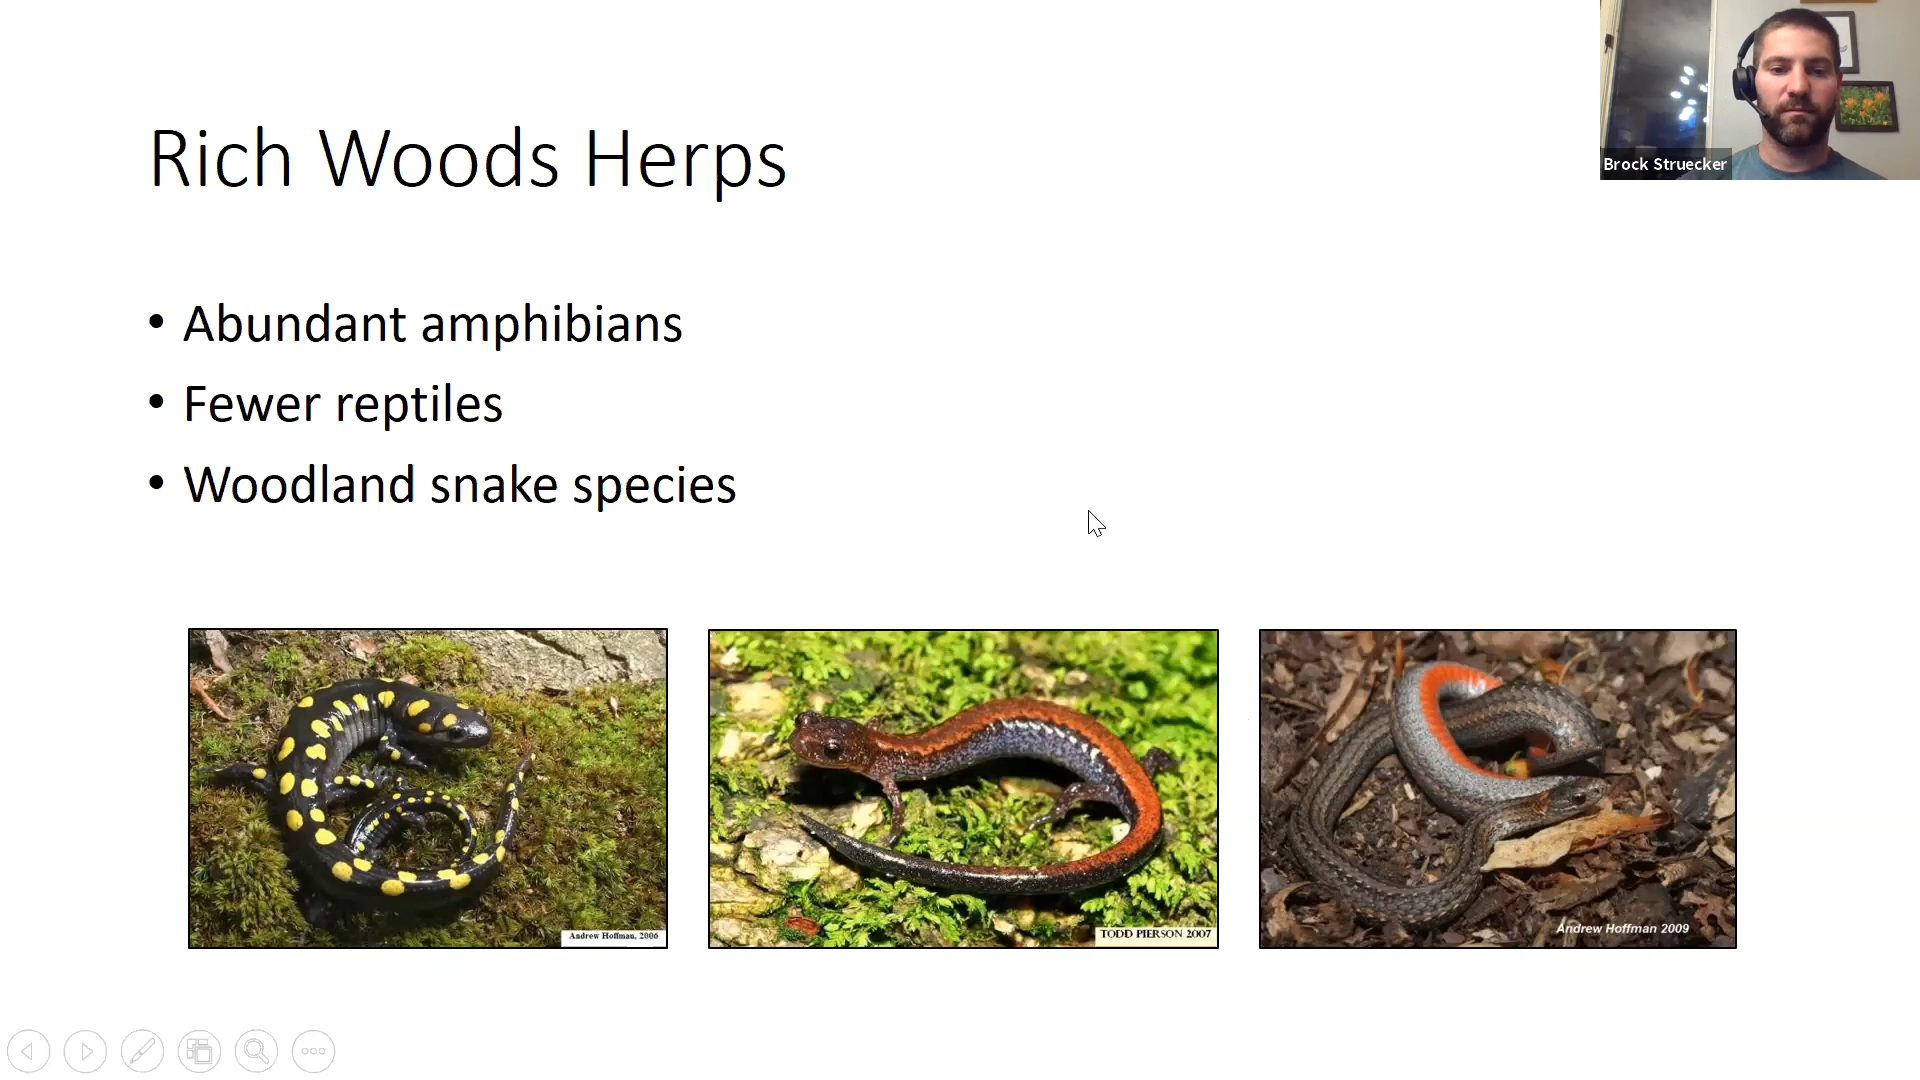 Rich Woods Herps
Brock Struecker
• Abundant amphibians
• Fewer reptiles
• Woodland snake species
Andrew Hoffman, 2006
TODD PIERSON 2007
Andrew Hoffman 2009